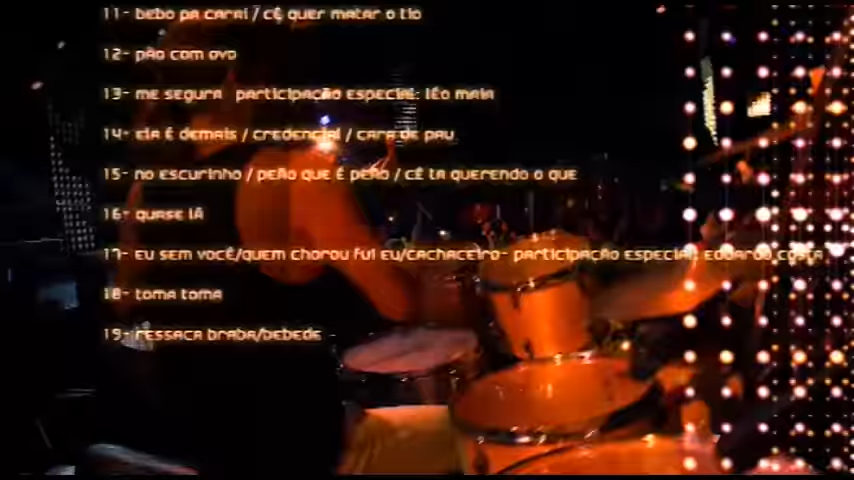 11- bebo pa carai / cê quer matar o tio
12- pão com ovo
13- me segura participação especial: léo maia
14- ela é demais / credencial / cara de pau
15- no escurinho / peão que é peão / cê ta querendo o que
16- quase lá
17- eu sem você/quem chorou fui eu/cachaceiro- participação especial: eduardo costa
18- toma toma
19- ressaca braba/bebede